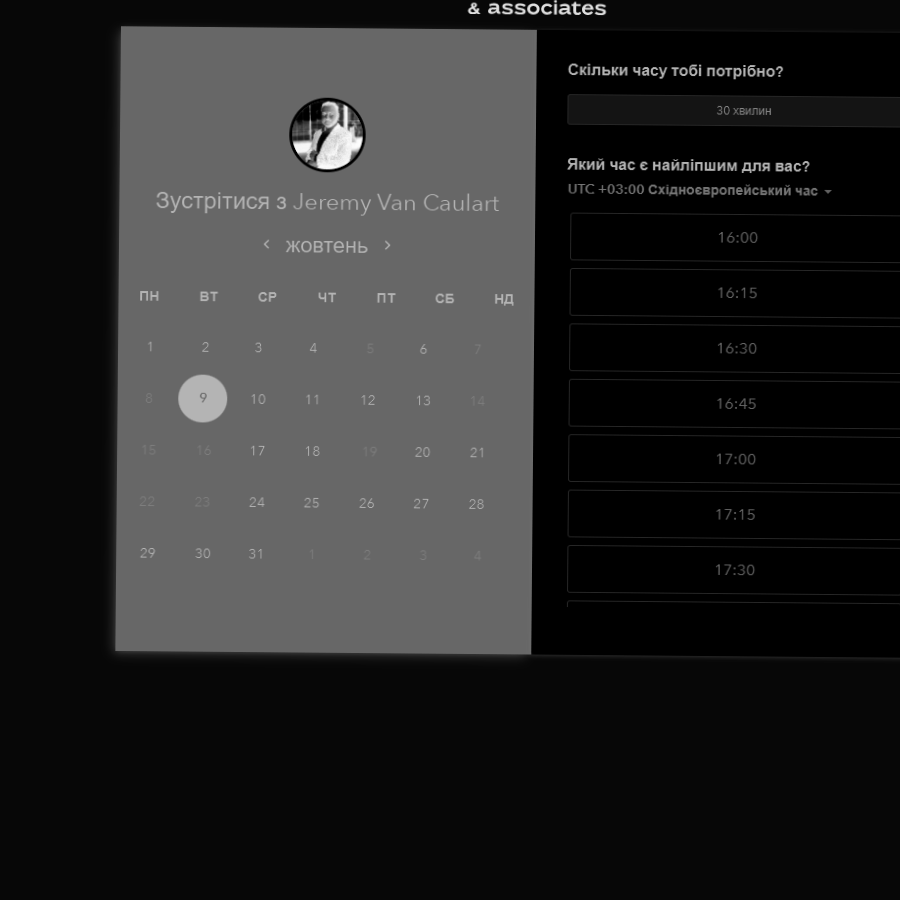 & associates
Зустрітися з Jeremy Van Caulart
‹ жовтень ›
ПН ВТ СР ЧТ ПТ СБ НД
1 2 3 4 5 6 7
8 9 10 11 12 13 14
15 16 17 18 19 20 21
22 23 24 25 26 27 28
29 30 31 1 2 3 4
Скільки часу тобі потрібно?
30 хвилин
Який час є найліпшим для вас?
UTC +03:00 Східноєвропейський час
16:00
16:15
16:30
16:45
17:00
17:15
17:30